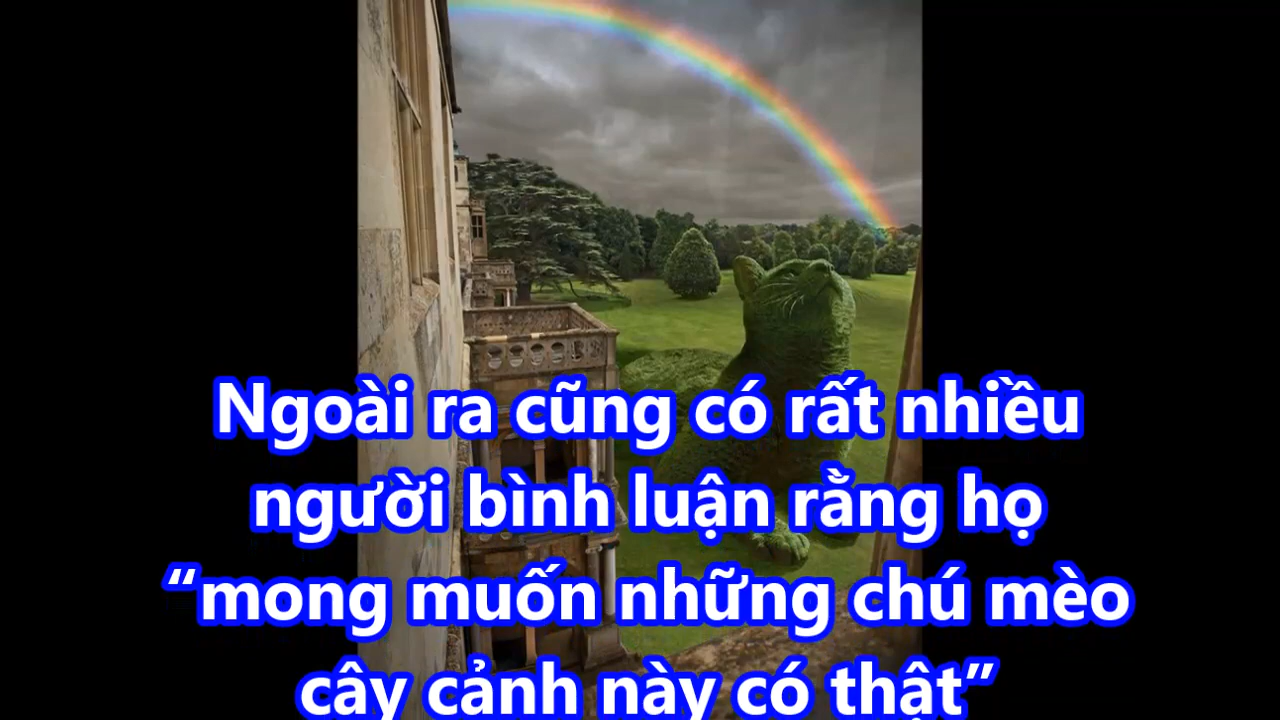 Ngoài ra cũng có rất nhiều
người bình luận rằng họ
“mong muốn những chú mèo
cây cảnh này có thật”